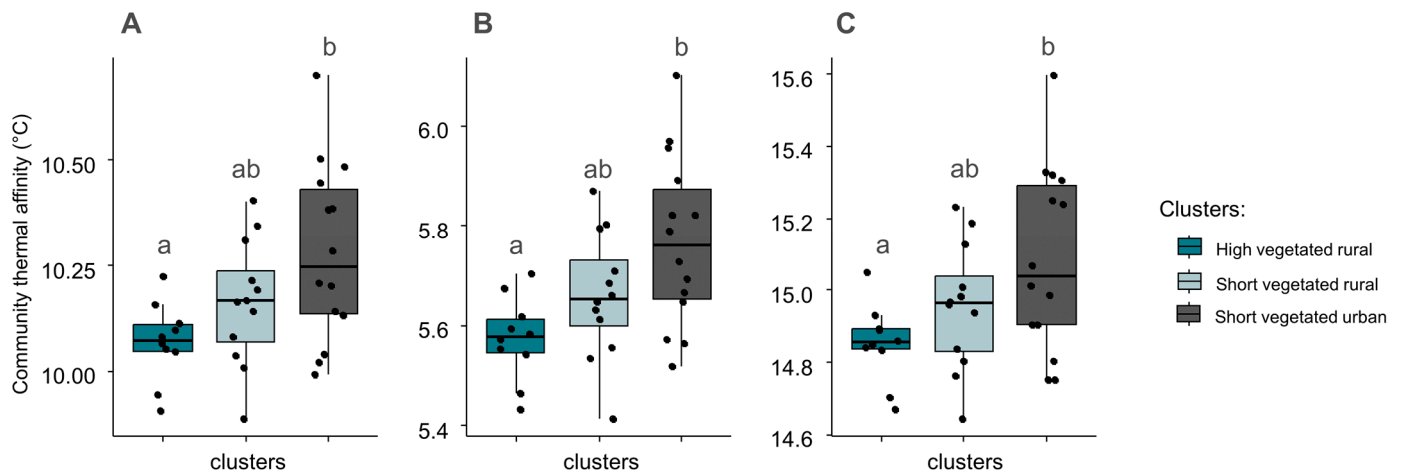 A
B
C
Community thermal affinity (°C)
10.50
10.25
10.00
a
ab
b
clusters
6.0
5.8
5.6
5.4
a
ab
b
clusters
15.6
15.4
15.2
15.0
14.8
14.6
a
ab
b
clusters
Clusters:
High vegetated rural
Short vegetated rural
Short vegetated urban